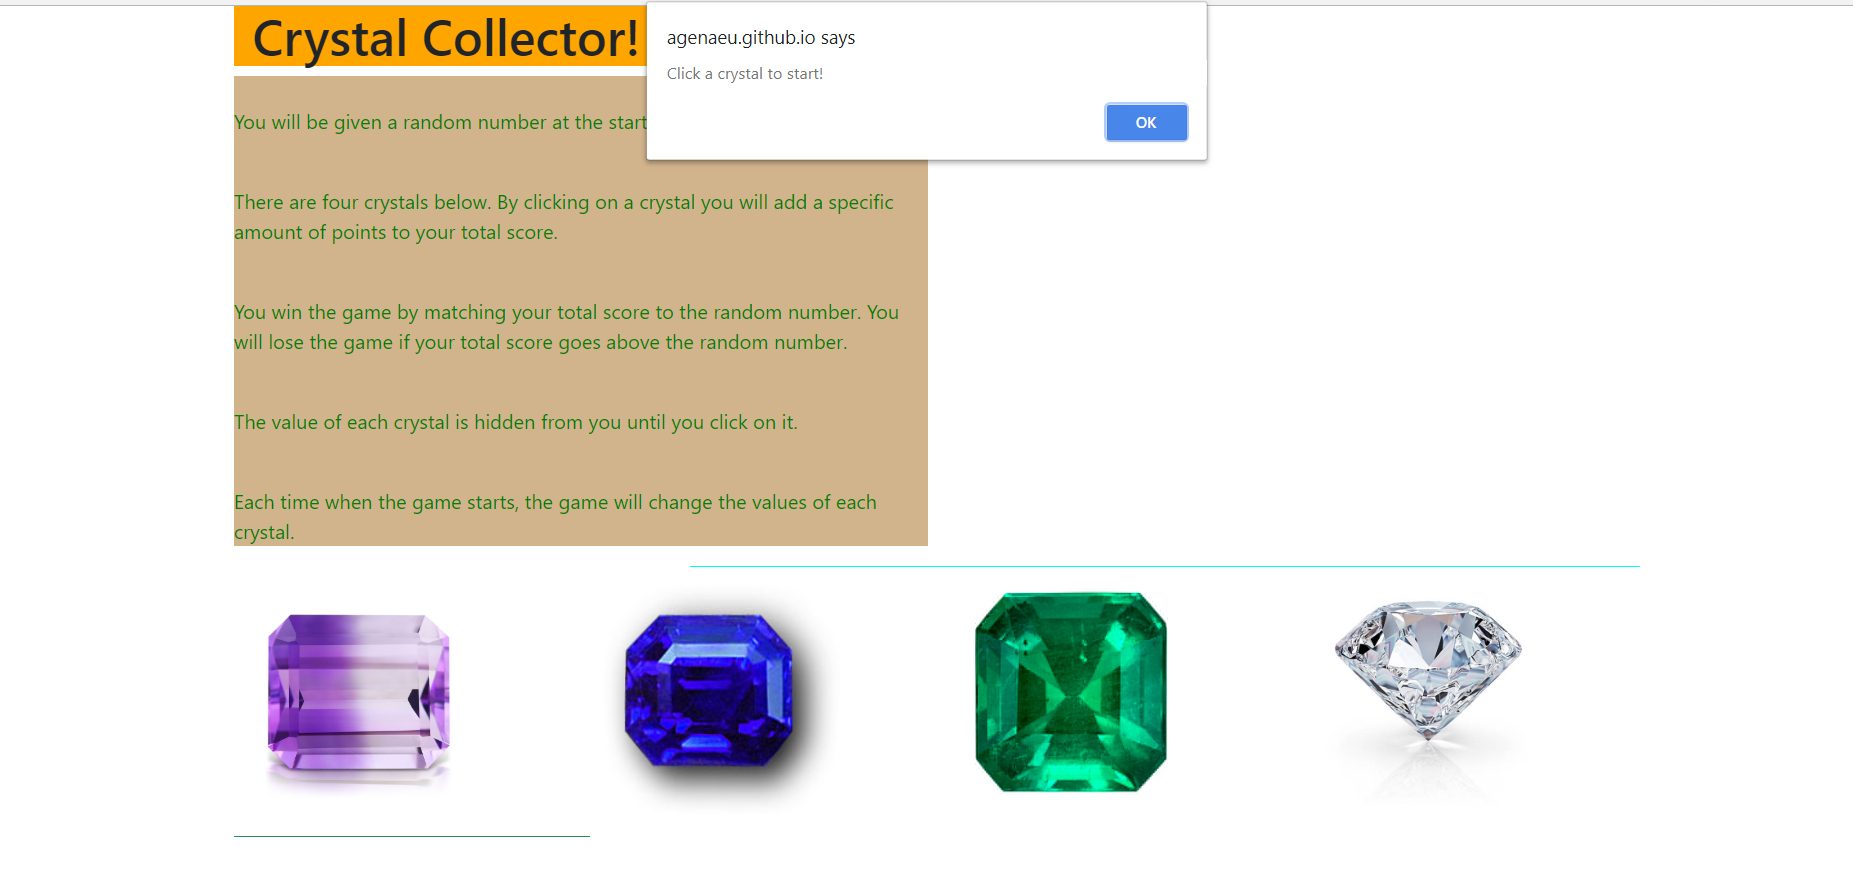 Crystal Collector!
agenaeu.github.io says
Click a crystal to start!
OK
You will be given a random number at the start
There are four crystals below. By clicking on a crystal you will add a specific
amount of points to your total score.
You win the game by matching your total score to the random number. You
will lose the game if your total score goes above the random number.
The value of each crystal is hidden from you until you click on it.
Each time when the game starts, the game will change the values of each
crystal.